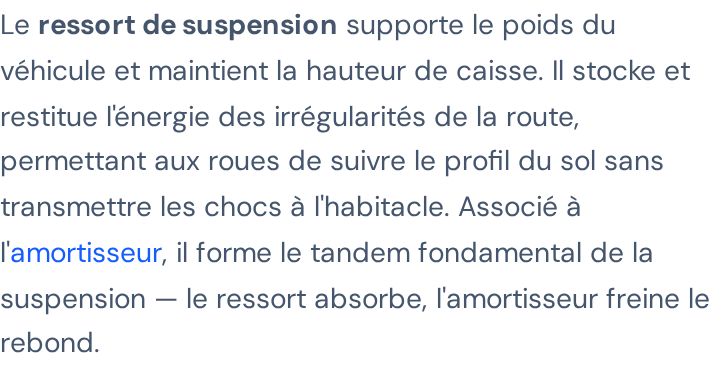 Le ressort de suspension supporte le poids du
véhicule et maintient la hauteur de caisse. Il stocke et
restitue l'énergie des irrégularités de la route,
permettant aux roues de suivre le profil du sol sans
transmettre les chocs à l'habitacle. Associé à
l'amortisseur, il forme le tandem fondamental de la
suspension — le ressort absorbe, l'amortisseur freine le
rebond.